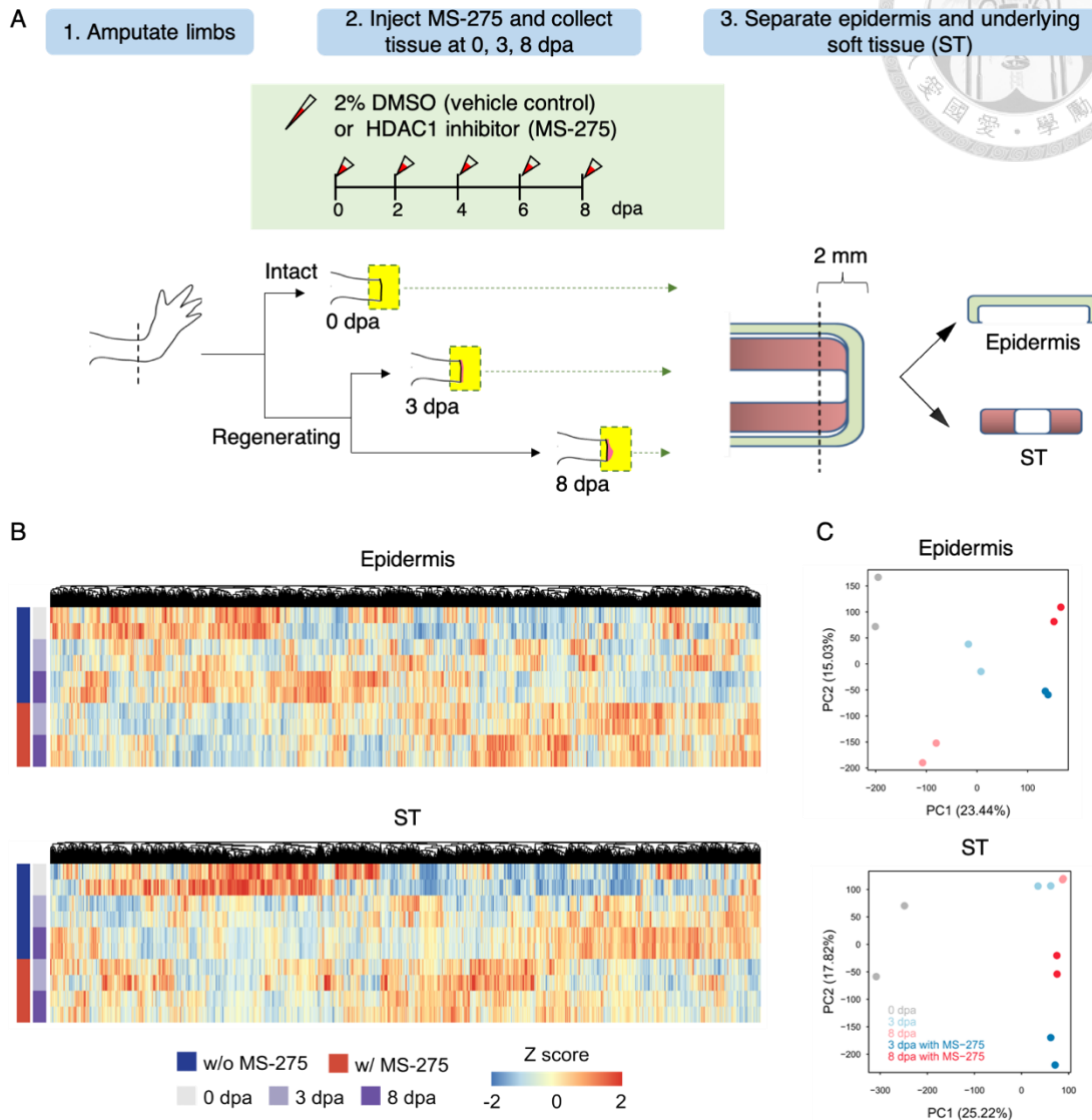 A
1. Amputate limbs
2. Inject MS-275 and collect
tissue at 0, 3, 8 dpa
3. Separate epidermis and underlying
soft tissue (ST)
愛國愛·學勵
2% DMSO (vehicle control)
or HDAC1 inhibitor (MS-275)
0 2 4 6 8 dpa
2 mm
Intact
0 dpa
Epidermis
3 dpa
Regenerating
ST
8 dpa
B
Epidermis
ST
w/o MS-275 w/ MS-275
0 dpa 3 dpa 8 dpa
Z score
-2 0 2
C
Epidermis
PC2 (15.03%)
150
100
50
0
−50
−100
−150
−200
−200 −100 0 100
PC1 (23.44%)
ST
PC2 (17.82%)
100
50
0
−50
−100
−150
−200
0 dpa
3 dpa
8 dpa
3 dpa with MS−275
8 dpa with MS−275
−300 −200 −100 0 100
PC1 (25.22%)